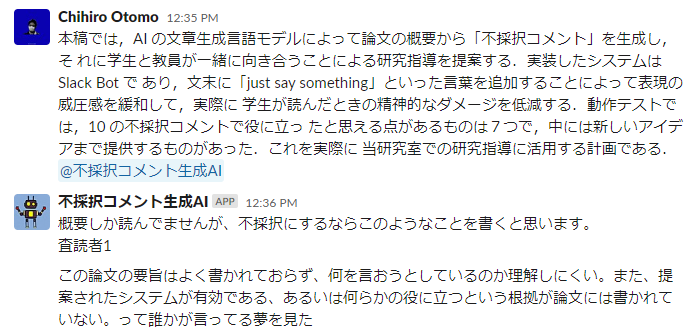 Chihiro Otomo 12:35 PM
本稿では，AI の文章生成言語モデルによって論文の概要から「不採択コメント」を生成し，
そ れに学生と教員が一緒に向き合うことによる研究指導を提案する．実装したシステムは
Slack Bot で あり，文末に「just say something」といった言葉を追加することによって表現の
威圧感を緩和して，実際に 学生が読んだときの精神的なダメージを低減する．動作テストで
は，10 の不採択コメントで役に立っ たと思える点があるものは７つで，中には新しいアイデ
アまで提供するものがあった．これを実際に 当研究室での研究指導に活用する計画である．
@不採択コメント生成AI
不採択コメント生成AI APP 12:36 PM
概要しか読んでませんが、不採択にするならこのようなことを書くと思います。
査読者1
この論文の要旨はよく書かれておらず、何を言おうとしているのか理解しにくい。また、提
案されたシステムが有効である、あるいは何らかの役に立つという根拠が論文には書かれて
いない。って誰かが言ってる夢を見た